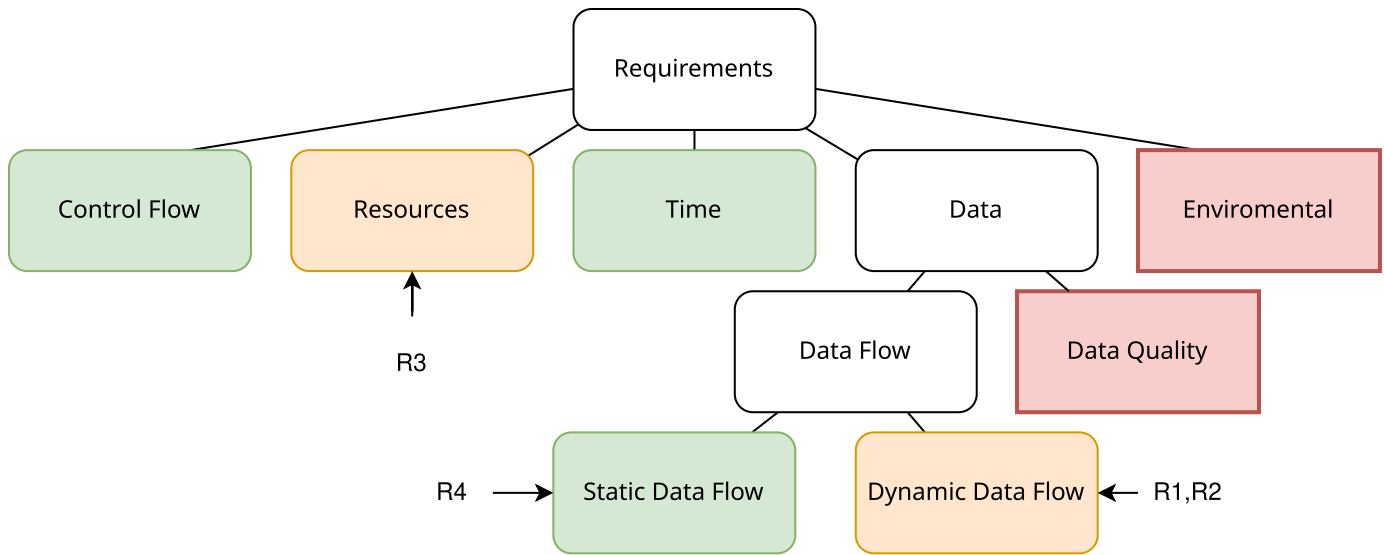 Requirements
Control Flow
Resources
Time
Data
Enviromental
R3
Data Flow
Data Quality
R4
Static Data Flow
Dynamic Data Flow
R1,R2